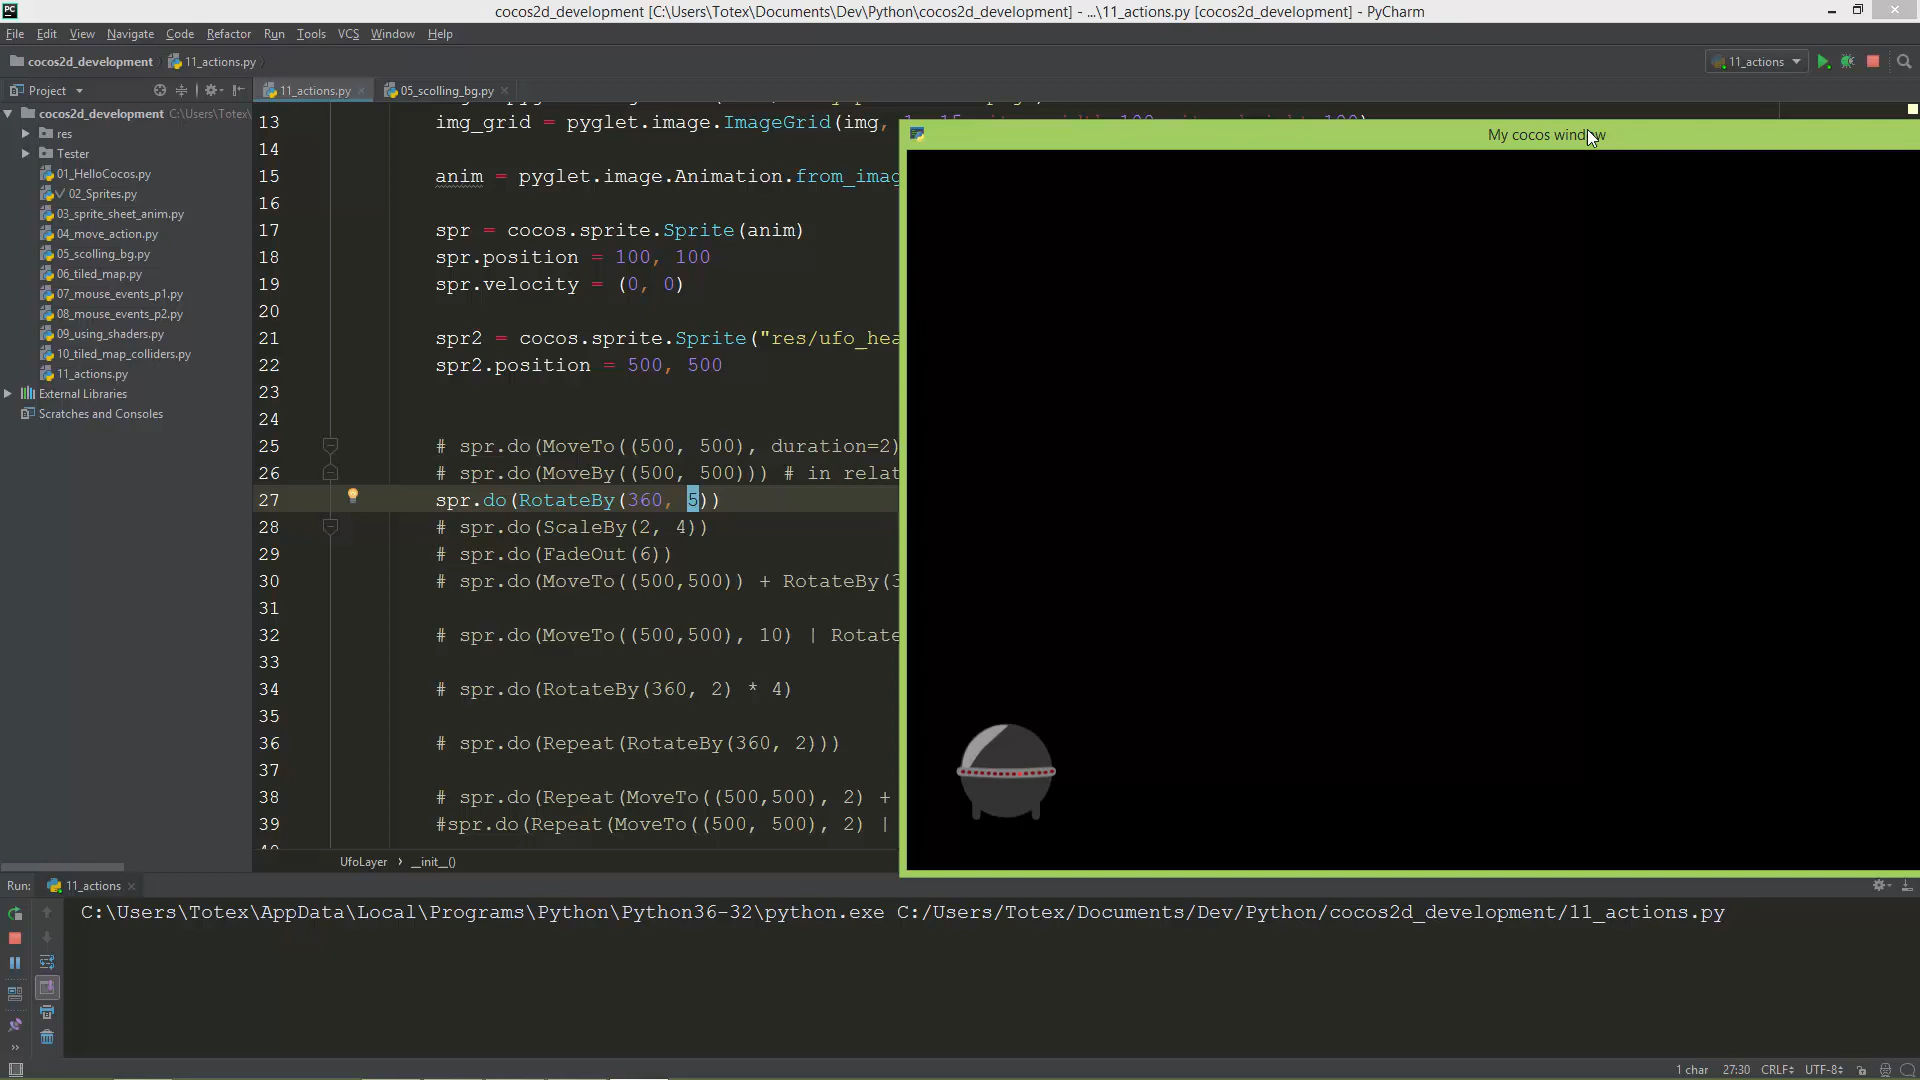 cocos2d_development [C:\Users\Totex\Documents\Dev\Python\cocos2d_development] - ...\11_actions.py [cocos2d_development] - PyCharm
File Edit View Navigate Code Refactor Run Tools VCS Window Help
cocos2d_development 11_actions.py
11_actions
Project
11_actions.py
05_scolling_bg.py
cocos2d_development C:\Users\Totex\
res
Tester
01_HelloCocos.py
02_Sprites.py
03_sprite_sheet_anim.py
04_move_action.py
05_scolling_bg.py
06_tiled_map.py
07_mouse_events_p1.py
08_mouse_events_p2.py
09_using_shaders.py
10_tiled_map_colliders.py
11_actions.py
External Libraries
Scratches and Consoles
13 img_grid = pyglet.image.ImageGrid(img,
14
15 anim = pyglet.image.Animation.from_imag
16
17 spr = cocos.sprite.Sprite(anim)
18 spr.position = 100, 100
19 spr.velocity = (0, 0)
20
21 spr2 = cocos.sprite.Sprite("res/ufo_hea
22 spr2.position = 500, 500
23
24
25 # spr.do(MoveTo((500, 500), duration=2)
26 # spr.do(MoveBy((500, 500))) # in relat
27 spr.do(RotateBy(360, 5))
28 # spr.do(ScaleBy(2, 4))
29 # spr.do(FadeOut(6))
30 # spr.do(MoveTo((500,500)) + RotateBy(3
31
32 # spr.do(MoveTo((500,500), 10) | Rotate
33
34 # spr.do(RotateBy(360, 2) * 4)
35
36 # spr.do(Repeat(RotateBy(360, 2)))
37
38 # spr.do(Repeat(MoveTo((500,500), 2) +
39 #spr.do(Repeat(MoveTo((500, 500), 2) |
My cocos window
UfoLayer › __init__()
Run: 11_actions
C:\Users\Totex\AppData\Local\Programs\Python\Python36-32\python.exe C:/Users/Totex/Documents/Dev/Python/cocos2d_development/11_actions.py
1 char 27:30 CRLF UTF-8